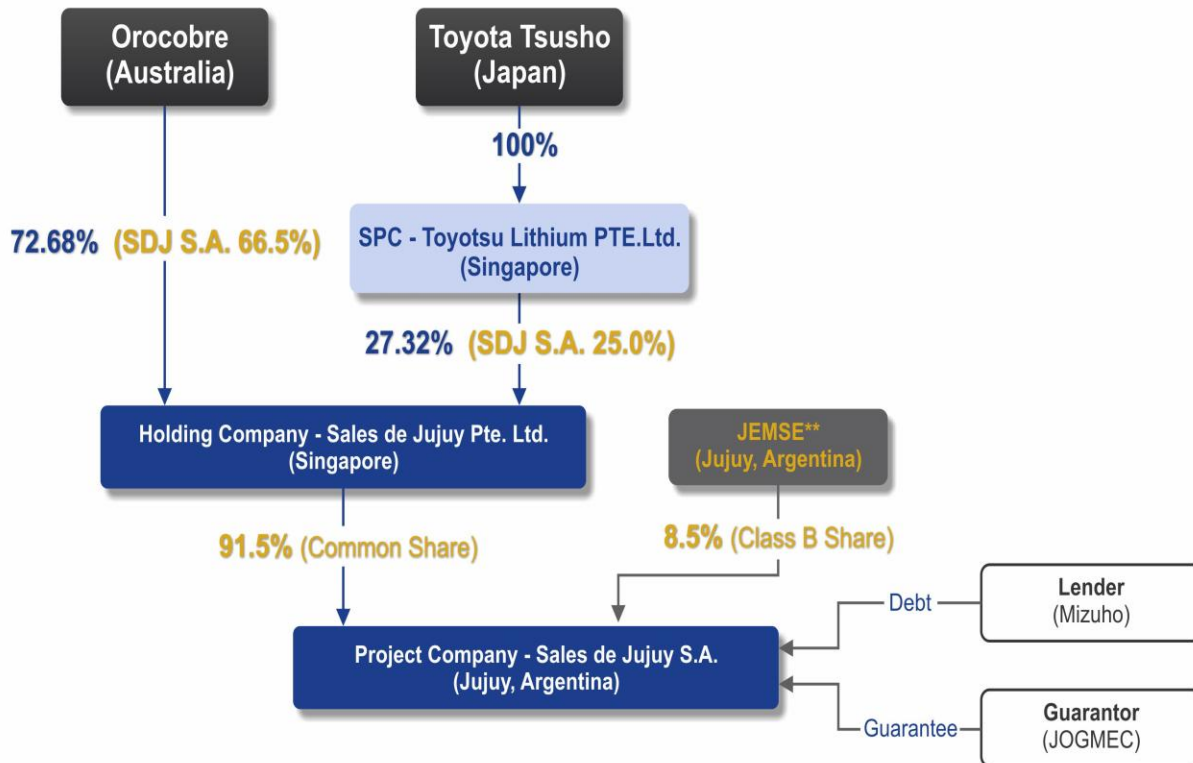 Orocobre
(Australia)
Toyota Tsusho
(Japan)
100%
SPC - Toyotsu Lithium PTE.Ltd.
(Singapore)
72.68% (SDJ S.A. 66.5%)
27.32% (SDJ S.A. 25.0%)
Holding Company - Sales de Jujuy Pte. Ltd.
(Singapore)
JEMSE**
(Jujuy, Argentina)
91.5% (Common Share)
8.5% (Class B Share)
Project Company - Sales de Jujuy S.A.
(Jujuy, Argentina)
Debt
Lender
(Mizuho)
Guarantee
Guarantor
(JOGMEC)